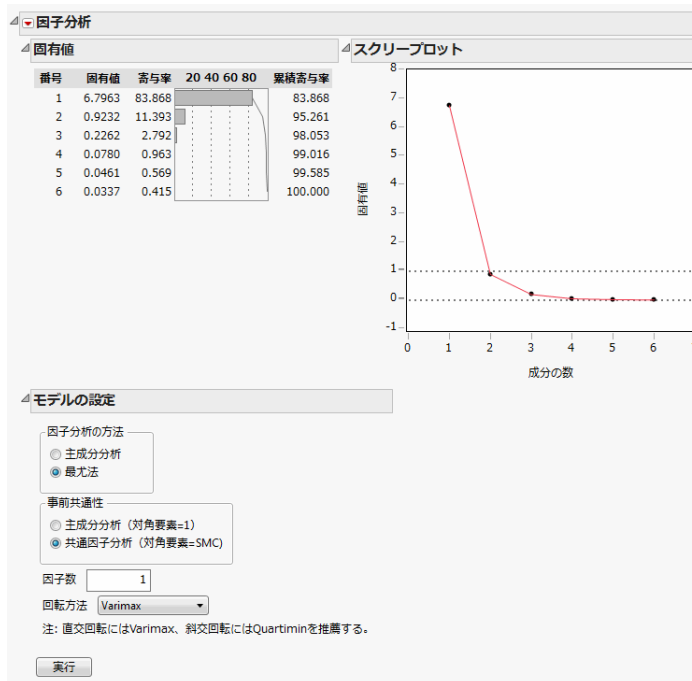 因子分析
固有値
番号 固有値 寄与率 20 40 60 80 累積寄与率
1 6.7963 83.868 83.868
2 0.9232 11.393 95.261
3 0.2262 2.792 98.053
4 0.0780 0.963 99.016
5 0.0461 0.569 99.585
6 0.0337 0.415 100.000
スクリープロット
8
7
6
5
4
3
2
1
0
-1
固有値
0 1 2 3 4 5 6
成分の数
モデルの設定
因子分析の方法
主成分分析
最尤法
事前共通性
主成分分析（対角要素=1）
共通因子分析（対角要素=SMC)
因子数 1
回転方法 Varimax
注: 直交回転にはVarimax、斜交回転にはQuartiminを推薦する。
実行